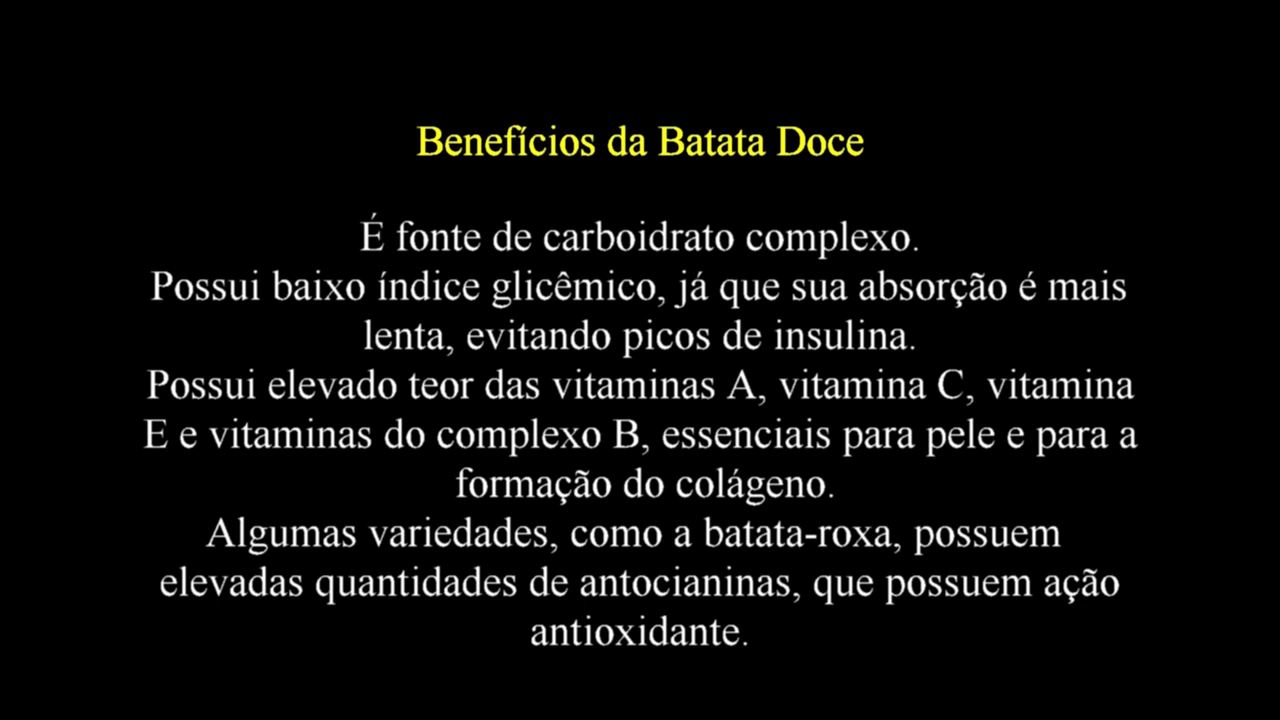 Benefícios da Batata Doce
É fonte de carboidrato complexo.
Possui baixo índice glicêmico, já que sua absorção é mais
lenta, evitando picos de insulina.
Possui elevado teor das vitaminas A, vitamina C, vitamina
E e vitaminas do complexo B, essenciais para pele e para a
formação do colágeno.
Algumas variedades, como a batata-roxa, possuem
elevadas quantidades de antocianinas, que possuem ação
antioxidante.